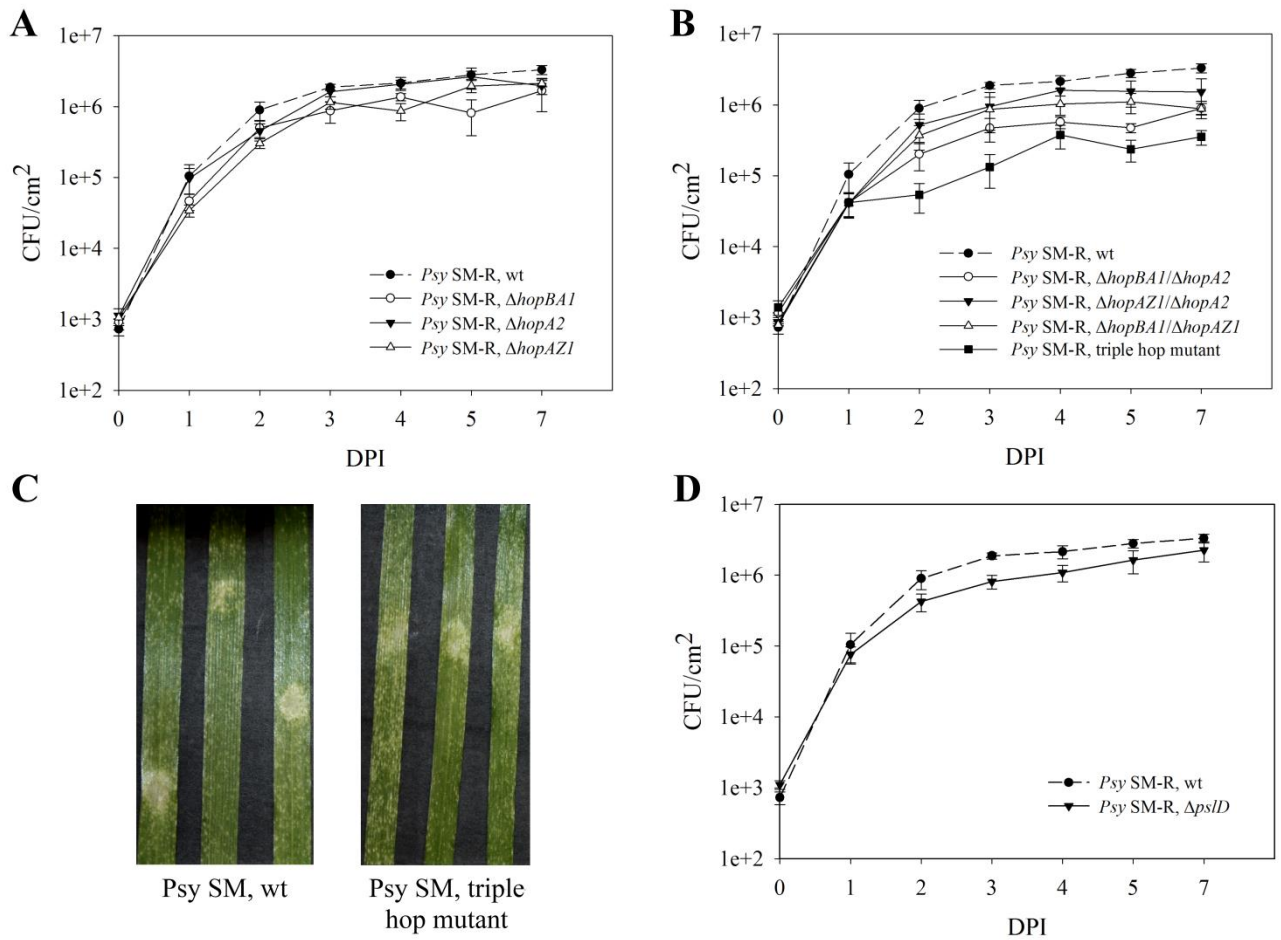 A
1e+7
1e+6
1e+5
1e+4
1e+3
1e+2
CFU/cm2
0 1 2 3 4 5 7
DPI
Psy SM-R, wt
Psy SM-R, ΔhopBA1
Psy SM-R, ΔhopA2
Psy SM-R, ΔhopAZ1
B
1e+7
1e+6
1e+5
1e+4
1e+3
1e+2
CFU/cm2
0 1 2 3 4 5 7
DPI
Psy SM-R, wt
Psy SM-R, ΔhopBA1/ΔhopA2
Psy SM-R, ΔhopAZ1/ΔhopA2
Psy SM-R, ΔhopBA1/ΔhopAZ1
Psy SM-R, triple hop mutant
C
Psy SM, wt
Psy SM, triple
hop mutant
D
1e+7
1e+6
1e+5
1e+4
1e+3
1e+2
CFU/cm2
0 1 2 3 4 5 7
DPI
Psy SM-R, wt
Psy SM-R, ΔpslD